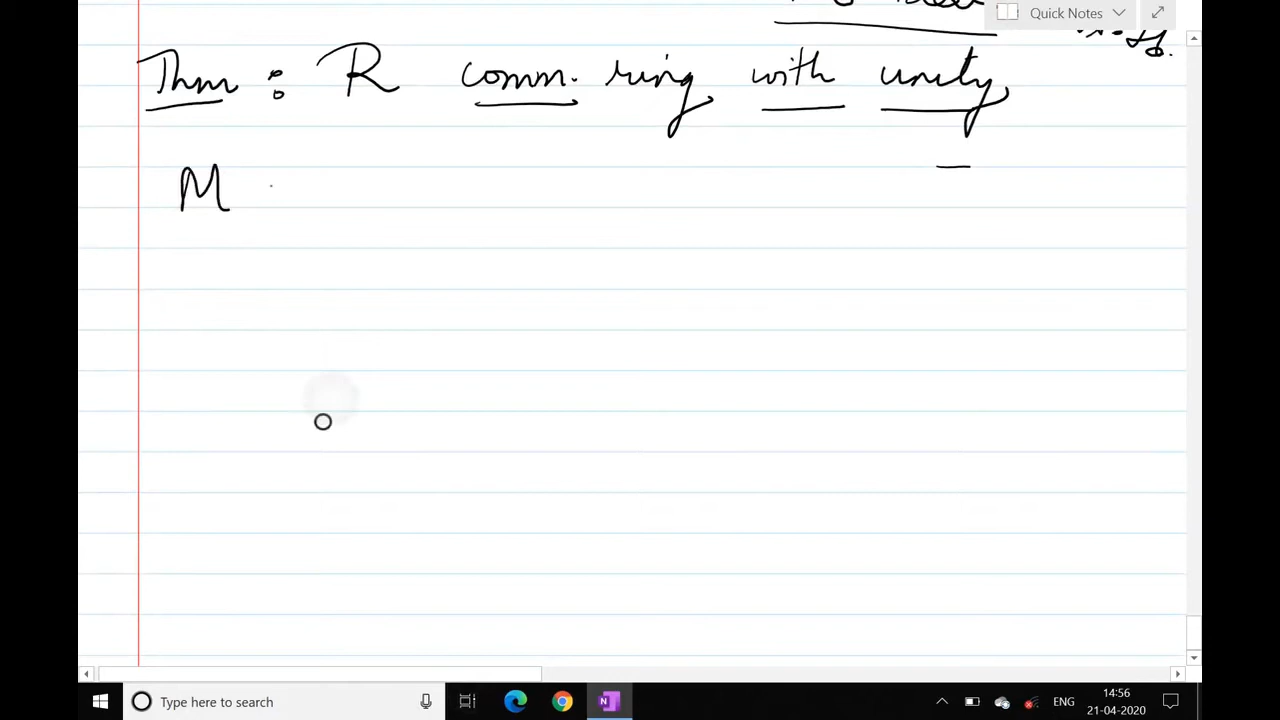 Quick Notes
Thm : R comm. ring with unity,
M
Type here to search
ENG
14:56
21-04-2020